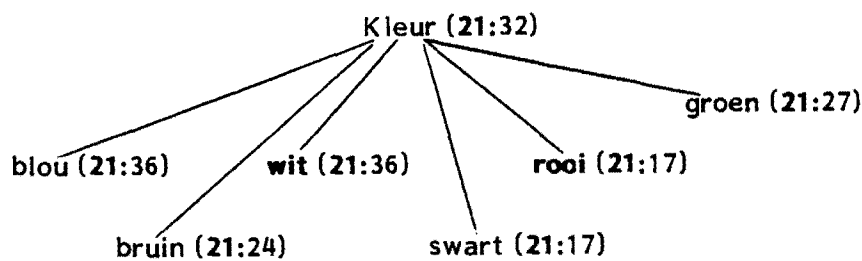 Kleur (21:32)
groen (21:27)
blou (21:36) wit (21:36) rooi (21:17)
bruin (21:24) swart (21:17)